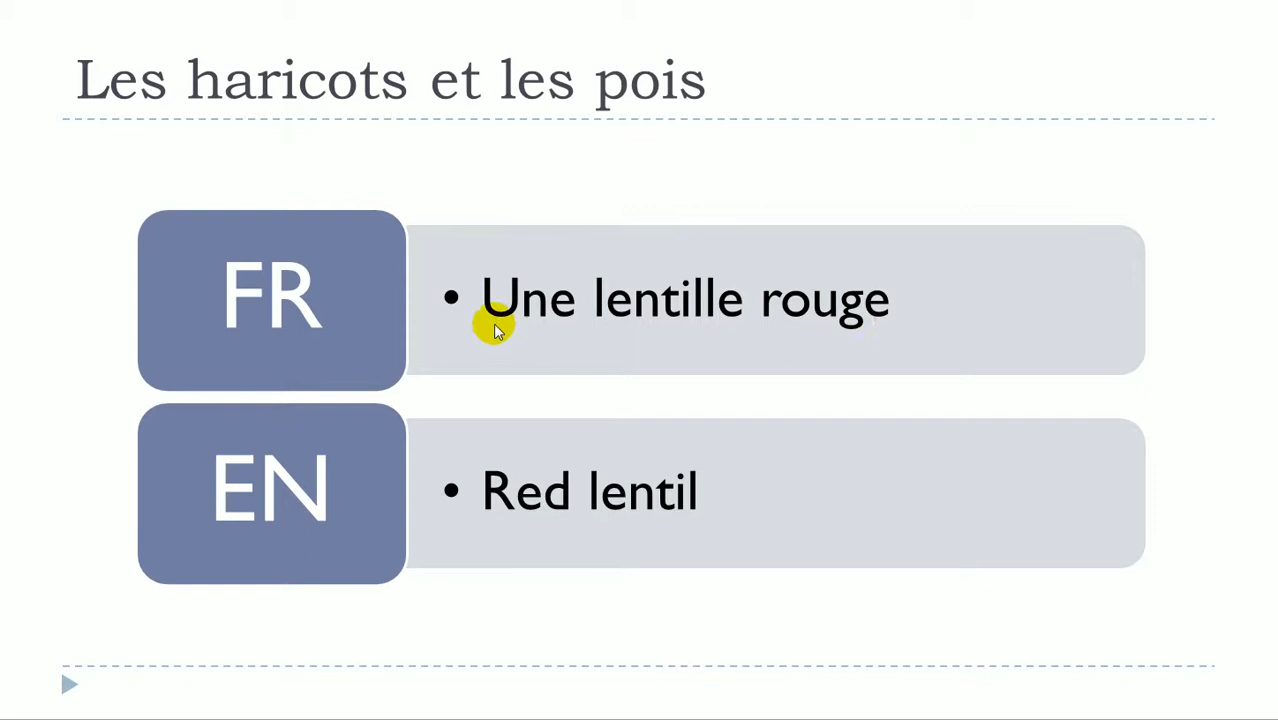 Les haricots et les pois
FR
• Une lentille rouge
EN
• Red lentil